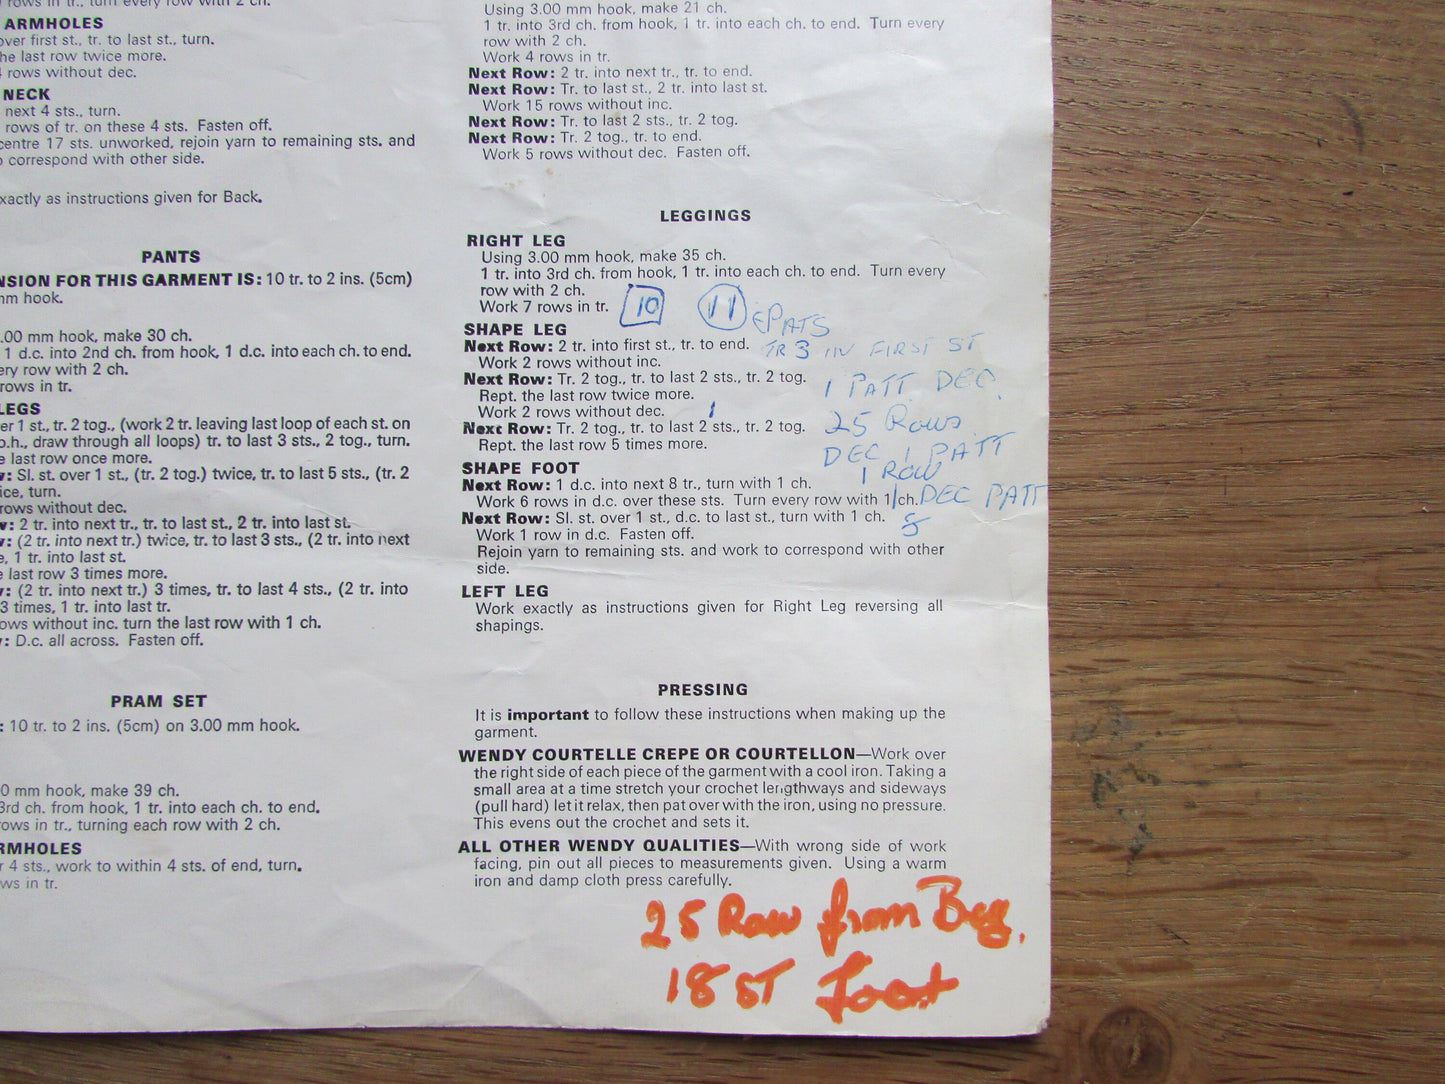 rows in tr., turn every row with 2 ch.
ARMHOLES
over first st., tr. to last st., turn.
he last row twice more.
rows without dec.
NECK
next 4 sts., turn.
rows of tr. on these 4 sts. Fasten off.
centre 17 sts. unworked, rejoin yarn to remaining sts. and
o correspond with other side.
xactly as instructions given for Back.
PANTS
NSION FOR THIS GARMENT IS: 10 tr. to 2 ins. (5cm)
mm hook.
.00 mm hook, make 30 ch.
1 d.c. into 2nd ch. from hook, 1 d.c. into each ch. to end.
ery row with 2 ch.
rows in tr.
LEGS
er 1 st., tr. 2 tog., (work 2 tr. leaving last loop of each st. on
o.h., draw through all loops) tr. to last 3 sts., 2 tog., turn.
e last row once more.
w: Sl. st. over 1 st., (tr. 2 tog.) twice, tr. to last 5 sts., (tr. 2
ice, turn.
rows without dec.
w: 2 tr. into next tr., tr. to last st., 2 tr. into last st.
w: (2 tr. into next tr.) twice, tr. to last 3 sts., (2 tr. into next
e, 1 tr. into last st.
e last row 3 times more.
w: (2 tr. into next tr.) 3 times, tr. to last 4 sts., (2 tr. into
3 times, 1 tr. into last tr.
ows without inc. turn the last row with 1 ch.
w: D.c. all across. Fasten off.
PRAM SET
: 10 tr. to 2 ins. (5cm) on 3.00 mm hook.
0 mm hook, make 39 ch.
3rd ch. from hook, 1 tr. into each ch. to end.
ows in tr., turning each row with 2 ch.
RMHOLES
r 4 sts., work to within 4 sts. of end, turn.
ws in tr.
Using 3.00 mm hook, make 21 ch.
1 tr. into 3rd ch. from hook, 1 tr. into each ch. to end. Turn every
row with 2 ch.
Work 4 rows in tr.
Next Row: 2 tr. into next tr., tr. to end.
Next Row: Tr. to last st., 2 tr. into last st.
Work 15 rows without inc.
Next Row: Tr. to last 2 sts., tr. 2 tog.
Next Row: Tr. 2 tog., tr. to end.
Work 5 rows without dec. Fasten off.
LEGGINGS
RIGHT LEG
Using 3.00 mm hook, make 35 ch.
1 tr. into 3rd ch. from hook, 1 tr. into each ch. to end. Turn every
row with 2 ch.
Work 7 rows in tr. 10 11 PATS
SHAPE LEG
Next Row: 2 tr. into first st., tr. to end. TR 3 IN FIRST ST
Work 2 rows without inc.
Next Row: Tr. 2 tog., tr. to last 2 sts., tr. 2 tog. 1 PATT DEC.
Rept. the last row twice more.
Work 2 rows without dec. 1 25 Rows
Next Row: Tr. 2 tog., tr. to last 2 sts., tr. 2 tog.
Rept. the last row 5 times more. DEC 1 PATT
SHAPE FOOT 1 ROW
Next Row: 1 d.c. into next 8 tr., turn with 1 ch.
Work 6 rows in d.c. over these sts. Turn every row with 1 ch. DEC PATT
Next Row: Sl. st. over 1 st., d.c. to last st., turn with 1 ch.
Work 1 row in d.c. Fasten off.
Rejoin yarn to remaining sts. and work to correspond with other
side.
LEFT LEG
Work exactly as instructions given for Right Leg reversing all
shapings.
PRESSING
It is important to follow these instructions when making up the
garment.
WENDY COURTELLE CREPE OR COURTELLON—Work over
the right side of each piece of the garment with a cool iron. Taking a
small area at a time stretch your crochet lengthways and sideways
(pull hard) let it relax, then pat over with the iron, using no pressure.
This evens out the crochet and sets it.
ALL OTHER WENDY QUALITIES—With wrong side of work
facing, pin out all pieces to measurements given. Using a warm
iron and damp cloth press carefully.
25 Row from Beg.
18 ST Foot